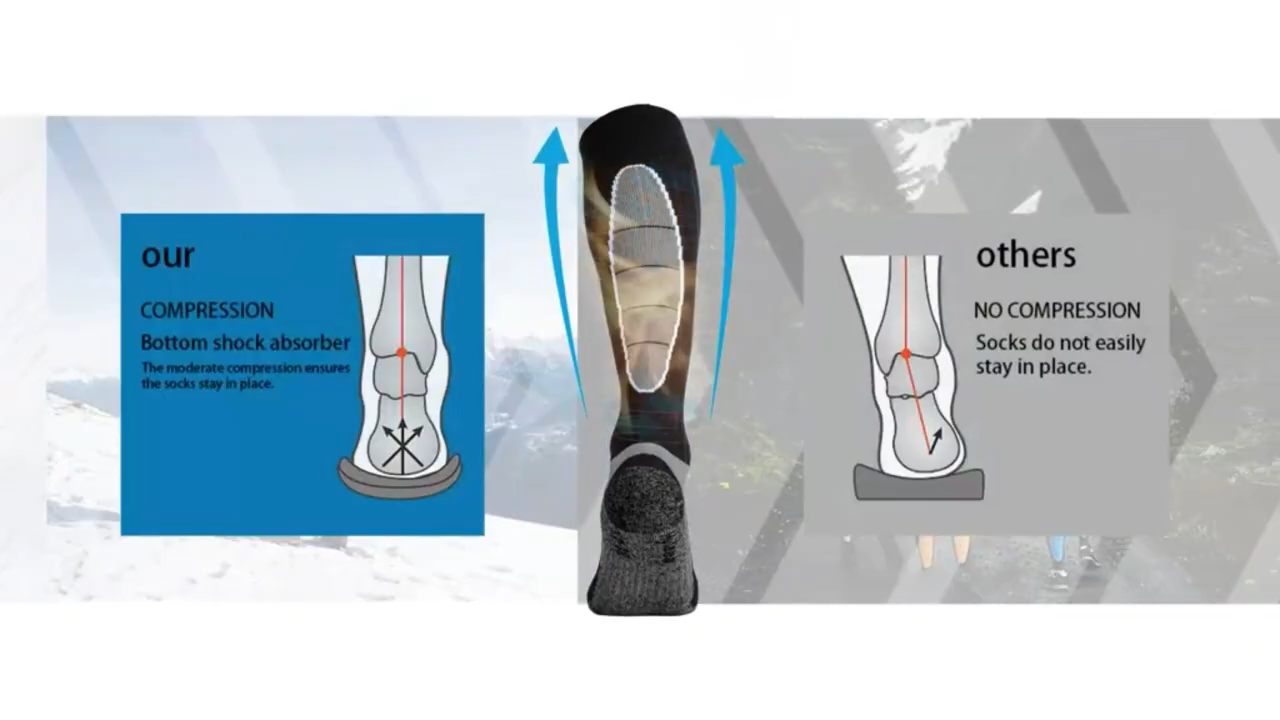 our
COMPRESSION
Bottom shock absorber
The moderate compression ensures
the socks stay in place.
others
NO COMPRESSION
Socks do not easily
stay in place.